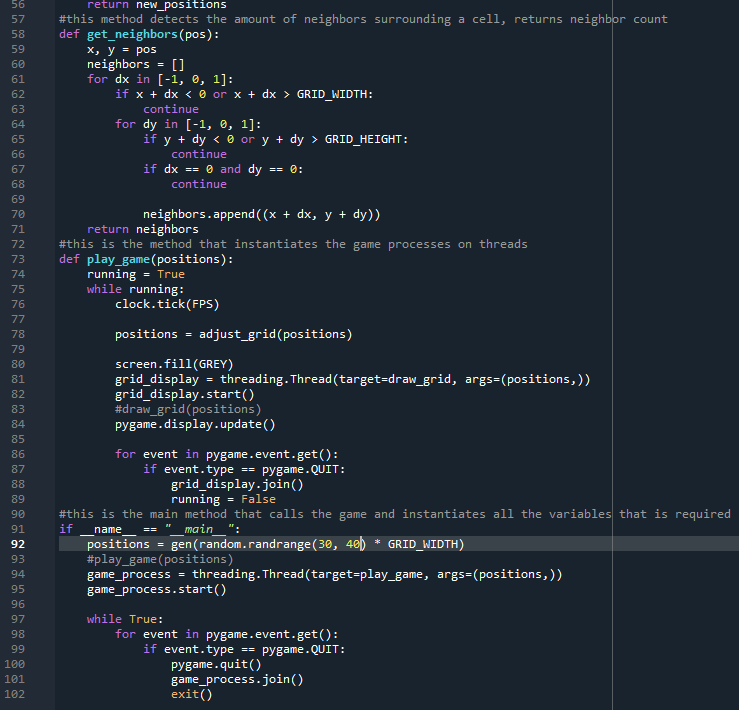 56 return new_positions
57 #this method detects the amount of neighbors surrounding a cell, returns neighbor count
58 def get_neighbors(pos):
59     x, y = pos
60     neighbors = []
61     for dx in [-1, 0, 1]:
62         if x + dx < 0 or x + dx > GRID_WIDTH:
63             continue
64         for dy in [-1, 0, 1]:
65             if y + dy < 0 or y + dy > GRID_HEIGHT:
66                 continue
67             if dx == 0 and dy == 0:
68                 continue
69
70             neighbors.append((x + dx, y + dy))
71     return neighbors
72 #this is the method that instantiates the game processes on threads
73 def play_game(positions):
74     running = True
75     while running:
76         clock.tick(FPS)
77
78         positions = adjust_grid(positions)
79
80         screen.fill(GREY)
81         grid_display = threading.Thread(target=draw_grid, args=(positions,))
82         grid_display.start()
83         #draw_grid(positions)
84         pygame.display.update()
85
86         for event in pygame.event.get():
87             if event.type == pygame.QUIT:
88                 grid_display.join()
89                 running = False
90 #this is the main method that calls the game and instantiates all the variables that is required
91 if __name__ == "__main__":
92     positions = gen(random.randrange(30, 40) * GRID_WIDTH)
93     #play_game(positions)
94     game_process = threading.Thread(target=play_game, args=(positions,))
95     game_process.start()
96
97     while True:
98         for event in pygame.event.get():
99             if event.type == pygame.QUIT:
100                 pygame.quit()
101                 game_process.join()
102                 exit()